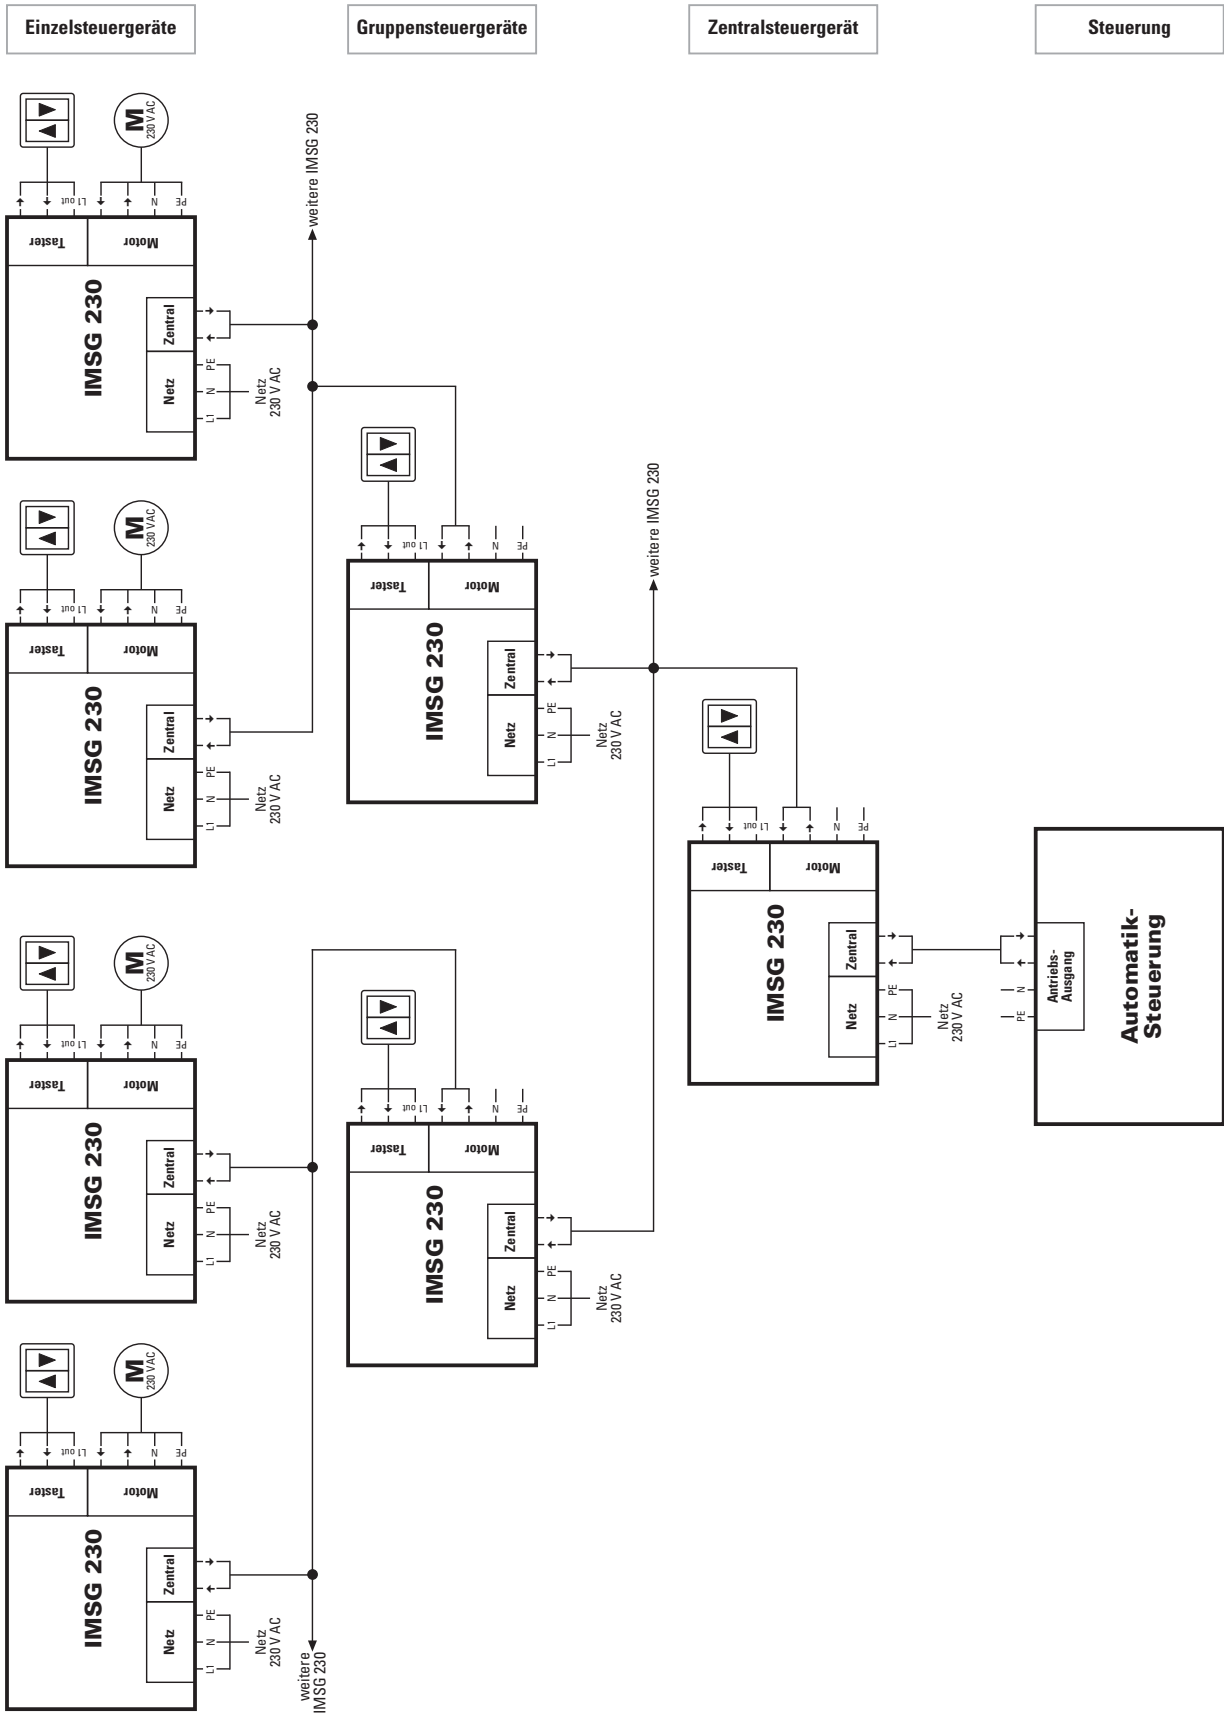 Einzelsteuergeräte
Gruppensteuergeräte
Zentralsteuergerät
Steuerung
M
230 V AC
L1 out
N
PE
Taster
Motor
IMSG 230
Zentral
Netz
PE
N
L1
Netz
230 V AC
weitere IMSG 230
M
230 V AC
L1 out
N
PE
Taster
Motor
IMSG 230
Zentral
Netz
PE
N
L1
Netz
230 V AC
M
230 V AC
L1 out
N
PE
Taster
Motor
IMSG 230
Zentral
Netz
PE
N
L1
Netz
230 V AC
M
230 V AC
L1 out
N
PE
Taster
Motor
IMSG 230
Zentral
Netz
PE
N
L1
Netz
230 V AC
weitere
IMSG 230
L1 out
N
PE
Taster
Motor
IMSG 230
Zentral
Netz
PE
N
L1
Netz
230 V AC
weitere IMSG 230
L1 out
N
PE
Taster
Motor
IMSG 230
Zentral
Netz
PE
N
L1
Netz
230 V AC
L1 out
N
PE
Taster
Motor
IMSG 230
Zentral
Netz
PE
N
L1
Netz
230 V AC
N
PE
Antriebs-
Ausgang
Automatik-
Steuerung